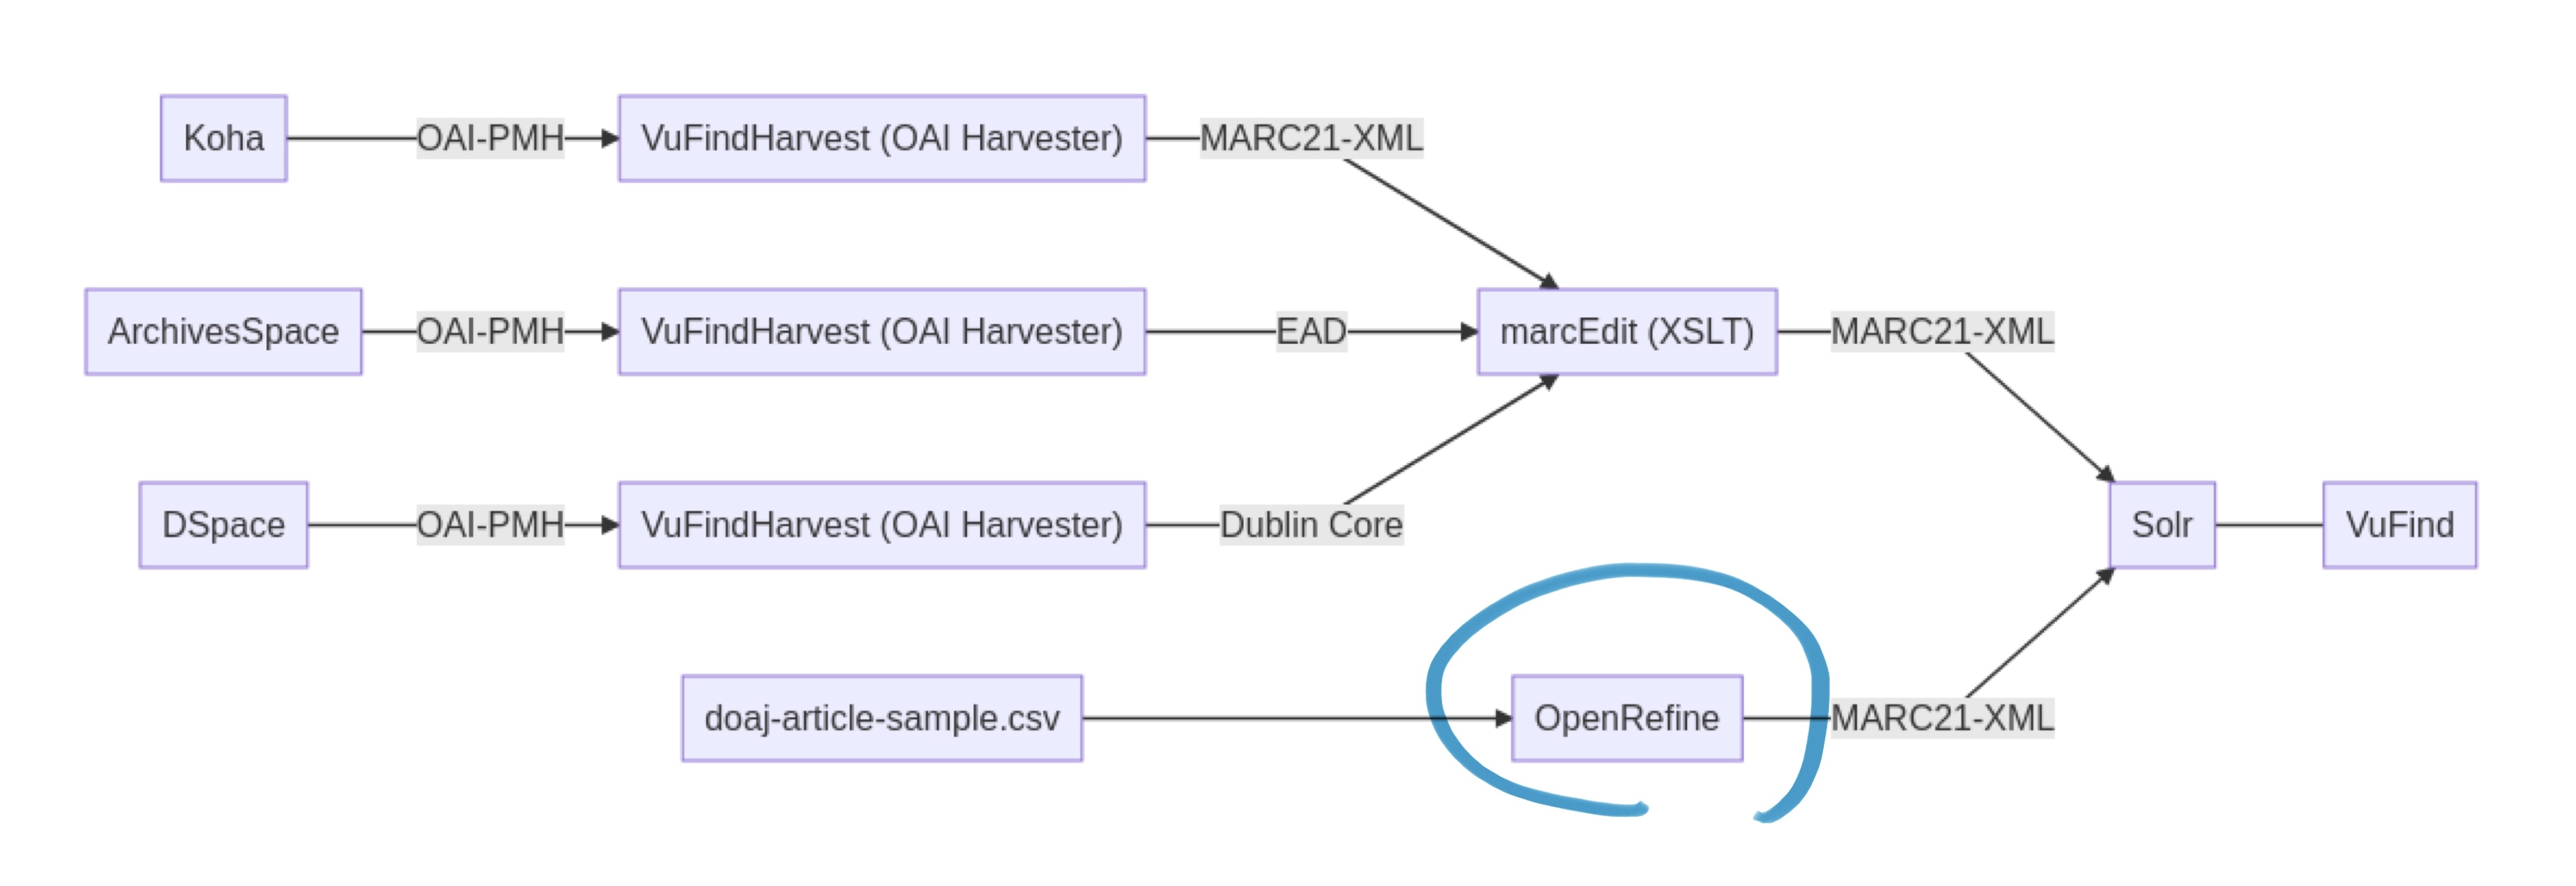 Koha OAI-PMH VuFindHarvest (OAI Harvester) MARC21-XML
ArchivesSpace OAI-PMH VuFindHarvest (OAI Harvester) EAD marcEdit (XSLT) MARC21-XML
DSpace OAI-PMH VuFindHarvest (OAI Harvester) Dublin Core Solr VuFind
doaj-article-sample.csv OpenRefine MARC21-XML